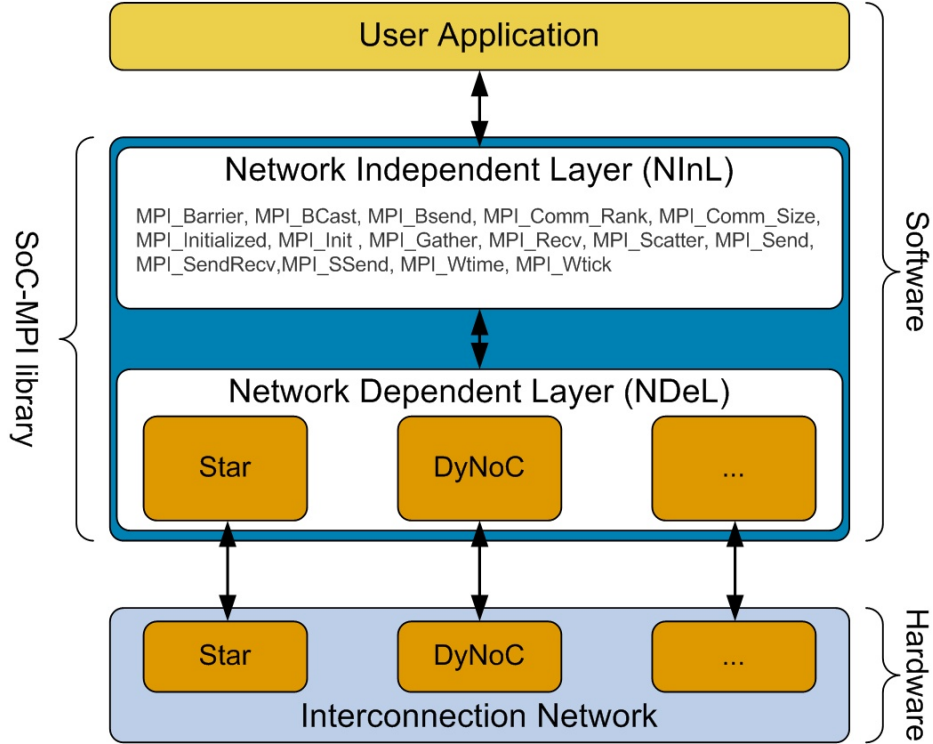 User Application
Network Independent Layer (NInL)
MPI_Barrier, MPI_BCast, MPI_Bsend, MPI_Comm_Rank, MPI_Comm_Size,
MPI_Initialized, MPI_Init , MPI_Gather, MPI_Recv, MPI_Scatter, MPI_Send,
MPI_SendRecv,MPI_SSend, MPI_Wtime, MPI_Wtick
Network Dependent Layer (NDeL)
Star
DyNoC
...
Star
DyNoC
...
Interconnection Network
SoC-MPI library
Software
Hardware